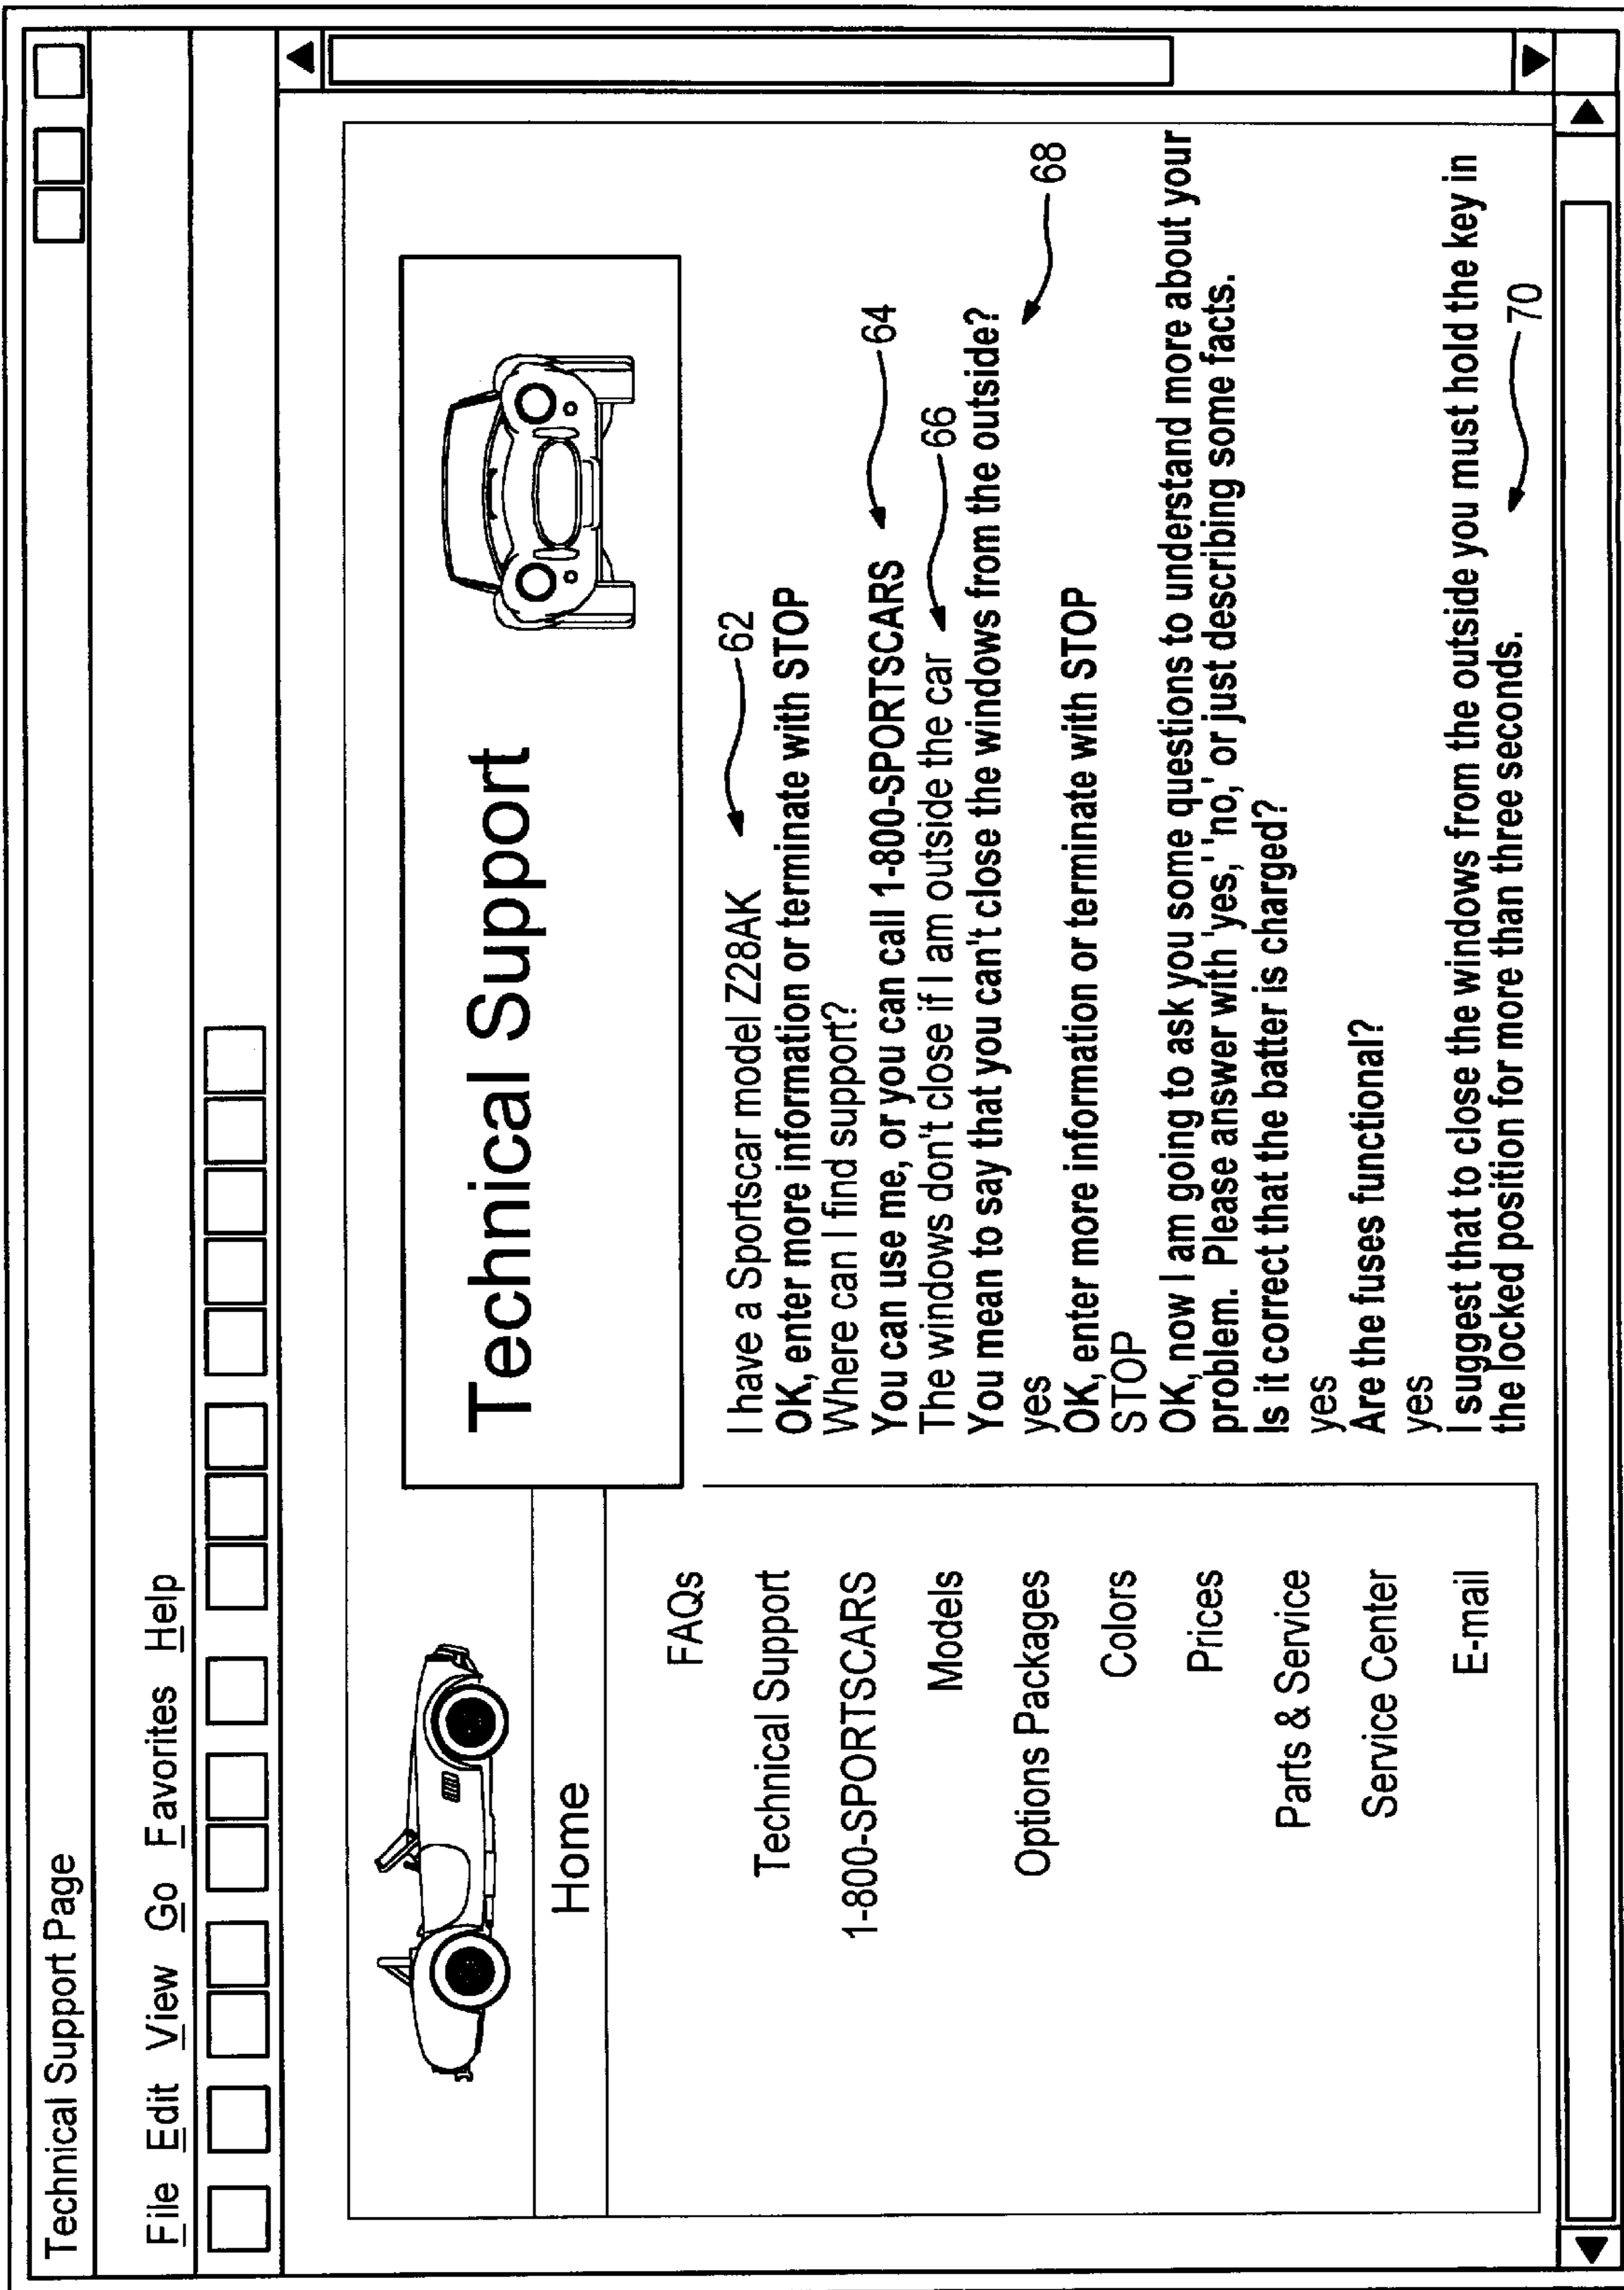 Technical Support Page
File Edit View Go Favorites Help
Home
FAQs
Technical Support
1-800-SPORTSCARS
Models
Options Packages
Colors
Prices
Parts & Service
Service Center
E-mail
Technical Support
I have a Sportscar model Z28AK 62
OK, enter more information or terminate with STOP
Where can I find support?
You can use me, or you can call 1-800-SPORTSCARS 64
The windows don't close if I am outside the car 66
You mean to say that you can't close the windows from the outside?
yes 68
OK, enter more information or terminate with STOP
STOP
OK, now I am going to ask you some questions to understand more about your
problem. Please answer with 'yes,' 'no,' or just describing some facts.
Is it correct that the batter is charged?
yes
Are the fuses functional?
yes
I suggest that to close the windows from the outside you must hold the key in
the locked position for more than three seconds. 70